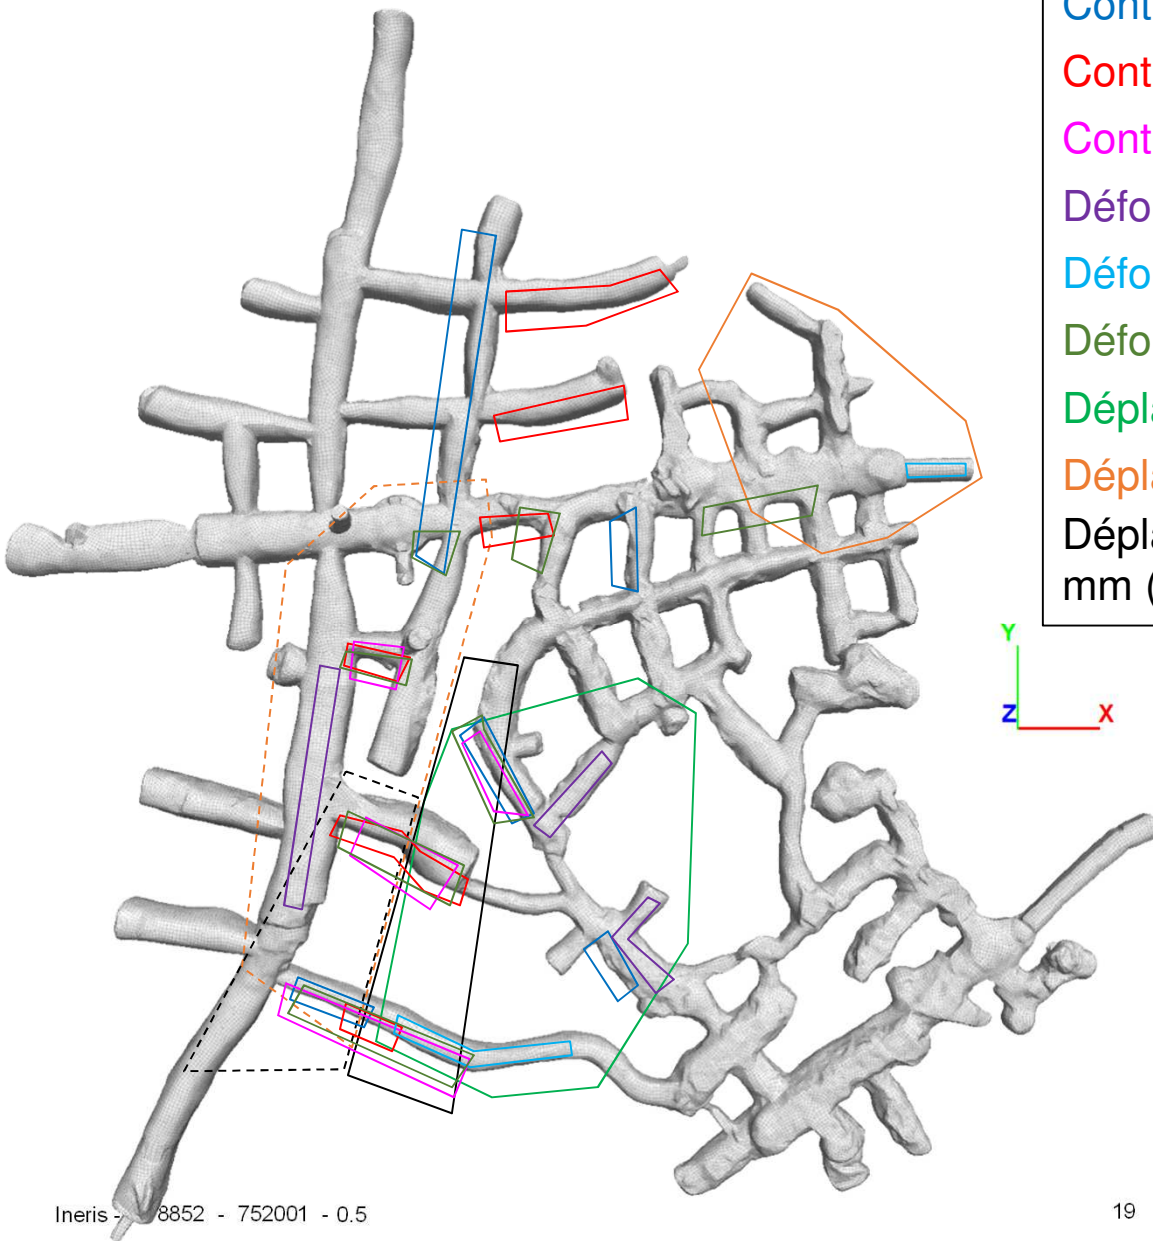 Cont
Cont
Cont
Défo
Défo
Défo
Dépla
Dépla
Dépla
mm (
Y
Z X
Ineris - 8852 - 752001 - 0.5
19